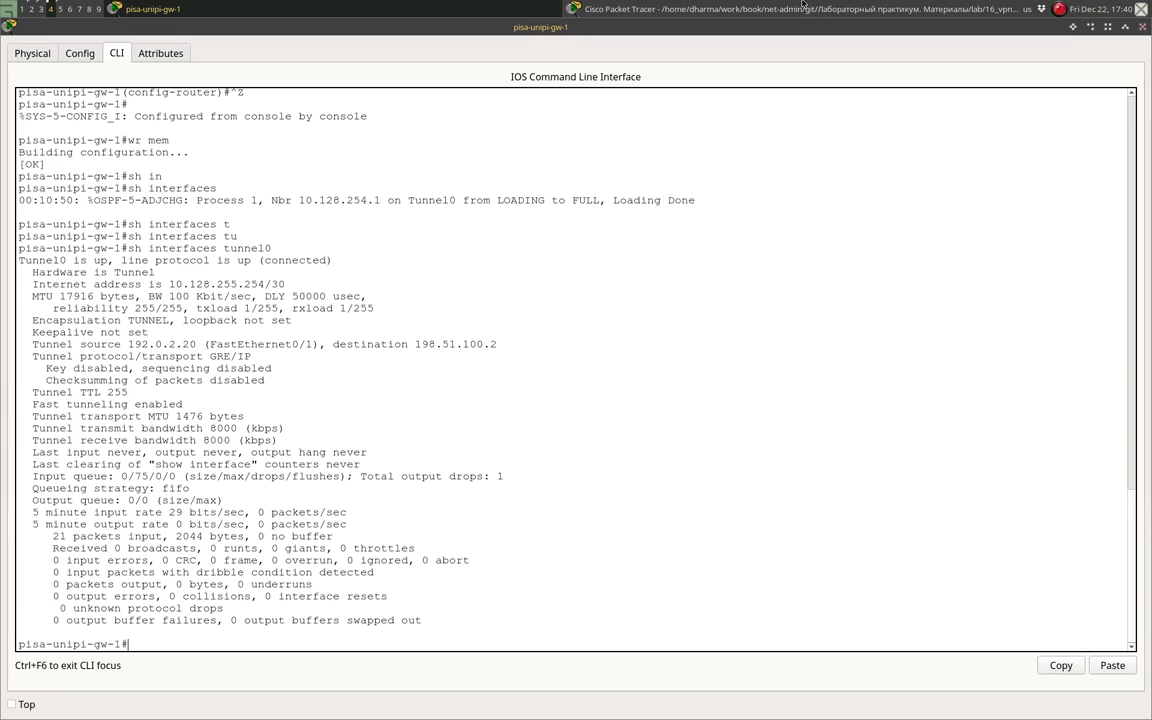 1 2 3 4 5 6 7 8 9 pisa-unipi-gw-1 Cisco Packet Tracer - /home/dharma/work/book/net-admin/git/Лабораторный практикум. Материалы/lab/16_vpn... us Fri Dec 22, 17:40
pisa-unipi-gw-1
Physical Config CLI Attributes
IOS Command Line Interface
pisa-unipi-gw-1(config-router)#^Z
pisa-unipi-gw-1#
%SYS-5-CONFIG_I: Configured from console by console
pisa-unipi-gw-1#wr mem
Building configuration...
[OK]
pisa-unipi-gw-1#sh in
pisa-unipi-gw-1#sh interfaces
00:10:50: %OSPF-5-ADJCHG: Process 1, Nbr 10.128.254.1 on Tunnel0 from LOADING to FULL, Loading Done
pisa-unipi-gw-1#sh interfaces t
pisa-unipi-gw-1#sh interfaces tu
pisa-unipi-gw-1#sh interfaces tunnel0
Tunnel0 is up, line protocol is up (connected)
Hardware is Tunnel
Internet address is 10.128.255.254/30
MTU 17916 bytes, BW 100 Kbit/sec, DLY 50000 usec,
reliability 255/255, txload 1/255, rxload 1/255
Encapsulation TUNNEL, loopback not set
Keepalive not set
Tunnel source 192.0.2.20 (FastEthernet0/1), destination 198.51.100.2
Tunnel protocol/transport GRE/IP
Key disabled, sequencing disabled
Checksumming of packets disabled
Tunnel TTL 255
Fast tunneling enabled
Tunnel transport MTU 1476 bytes
Tunnel transmit bandwidth 8000 (kbps)
Tunnel receive bandwidth 8000 (kbps)
Last input never, output never, output hang never
Last clearing of "show interface" counters never
Input queue: 0/75/0/0 (size/max/drops/flushes); Total output drops: 1
Queueing strategy: fifo
Output queue: 0/0 (size/max)
5 minute input rate 29 bits/sec, 0 packets/sec
5 minute output rate 0 bits/sec, 0 packets/sec
21 packets input, 2044 bytes, 0 no buffer
Received 0 broadcasts, 0 runts, 0 giants, 0 throttles
0 input errors, 0 CRC, 0 frame, 0 overrun, 0 ignored, 0 abort
0 input packets with dribble condition detected
0 packets output, 0 bytes, 0 underruns
0 output errors, 0 collisions, 0 interface resets
0 unknown protocol drops
0 output buffer failures, 0 output buffers swapped out
pisa-unipi-gw-1#
Ctrl+F6 to exit CLI focus
Copy Paste
Top